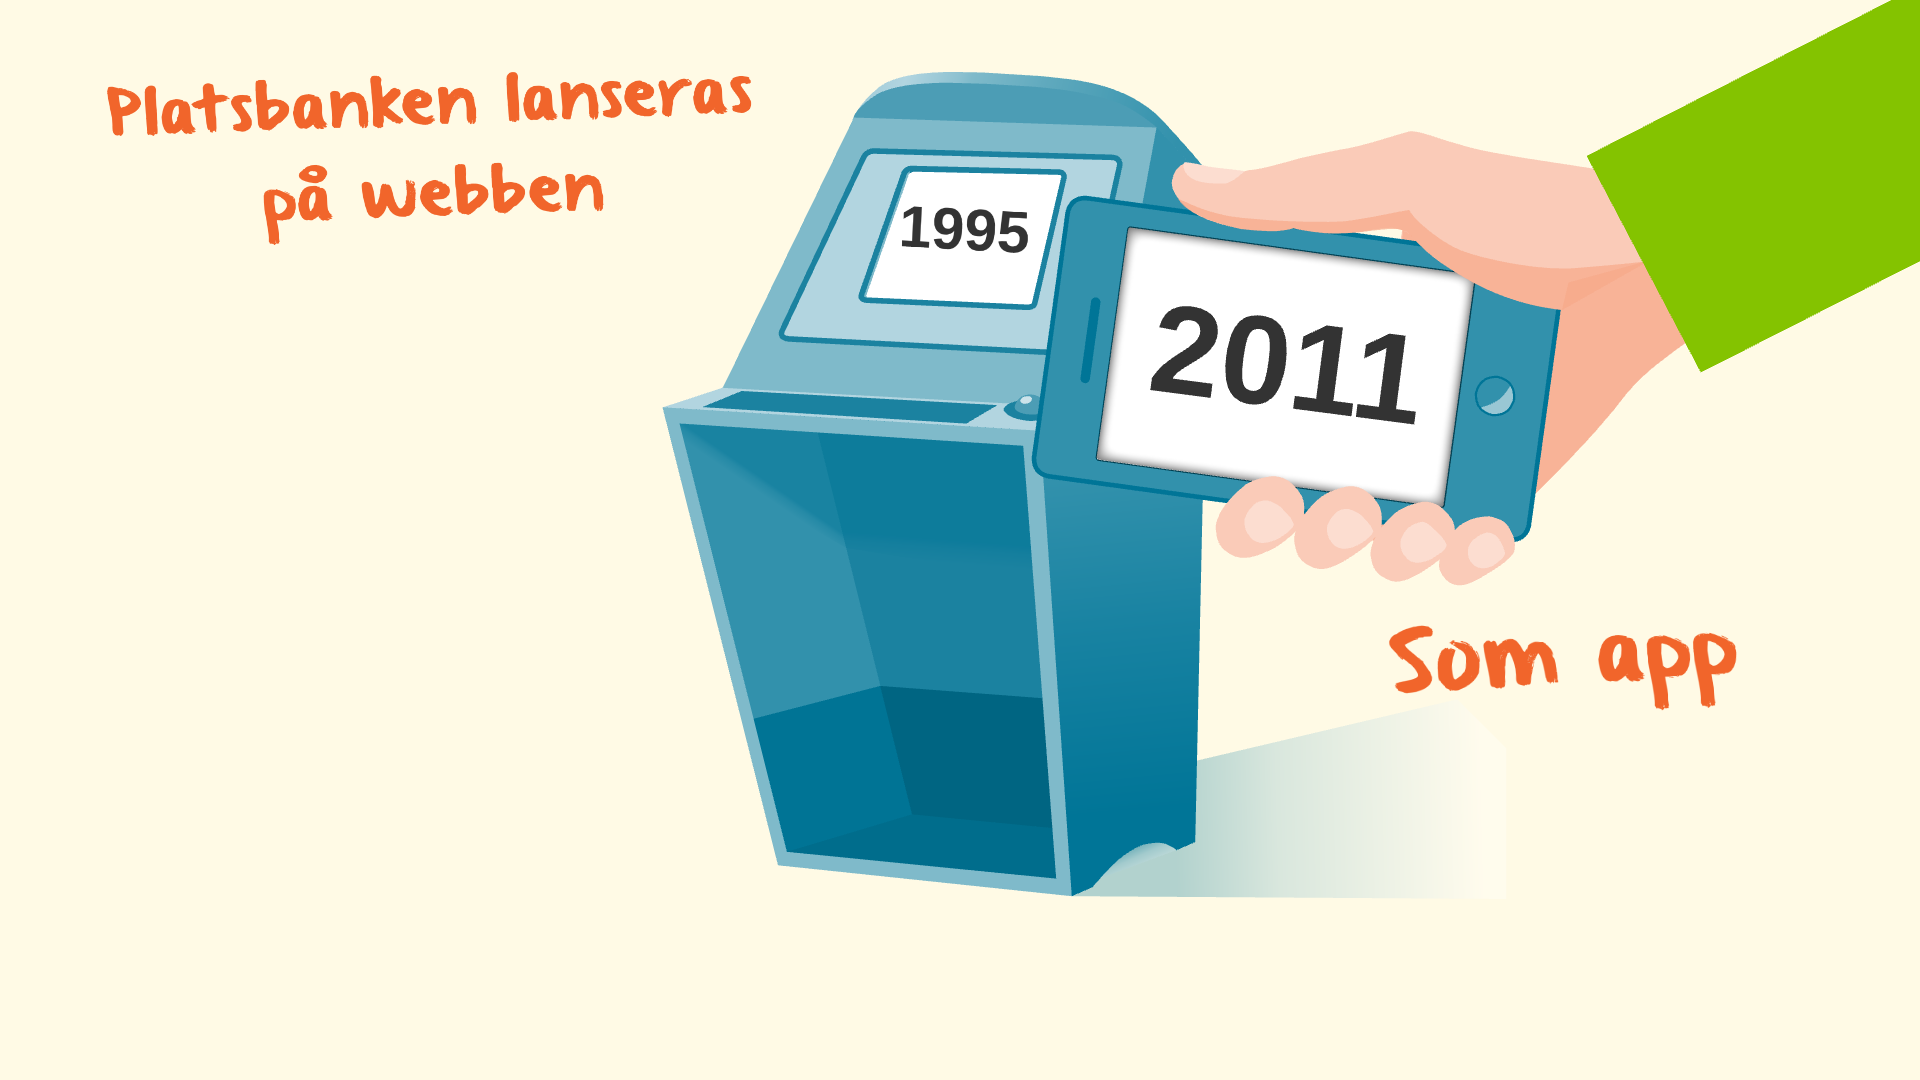 Platsbanken lanseras
på webben
1995
2011
Som app